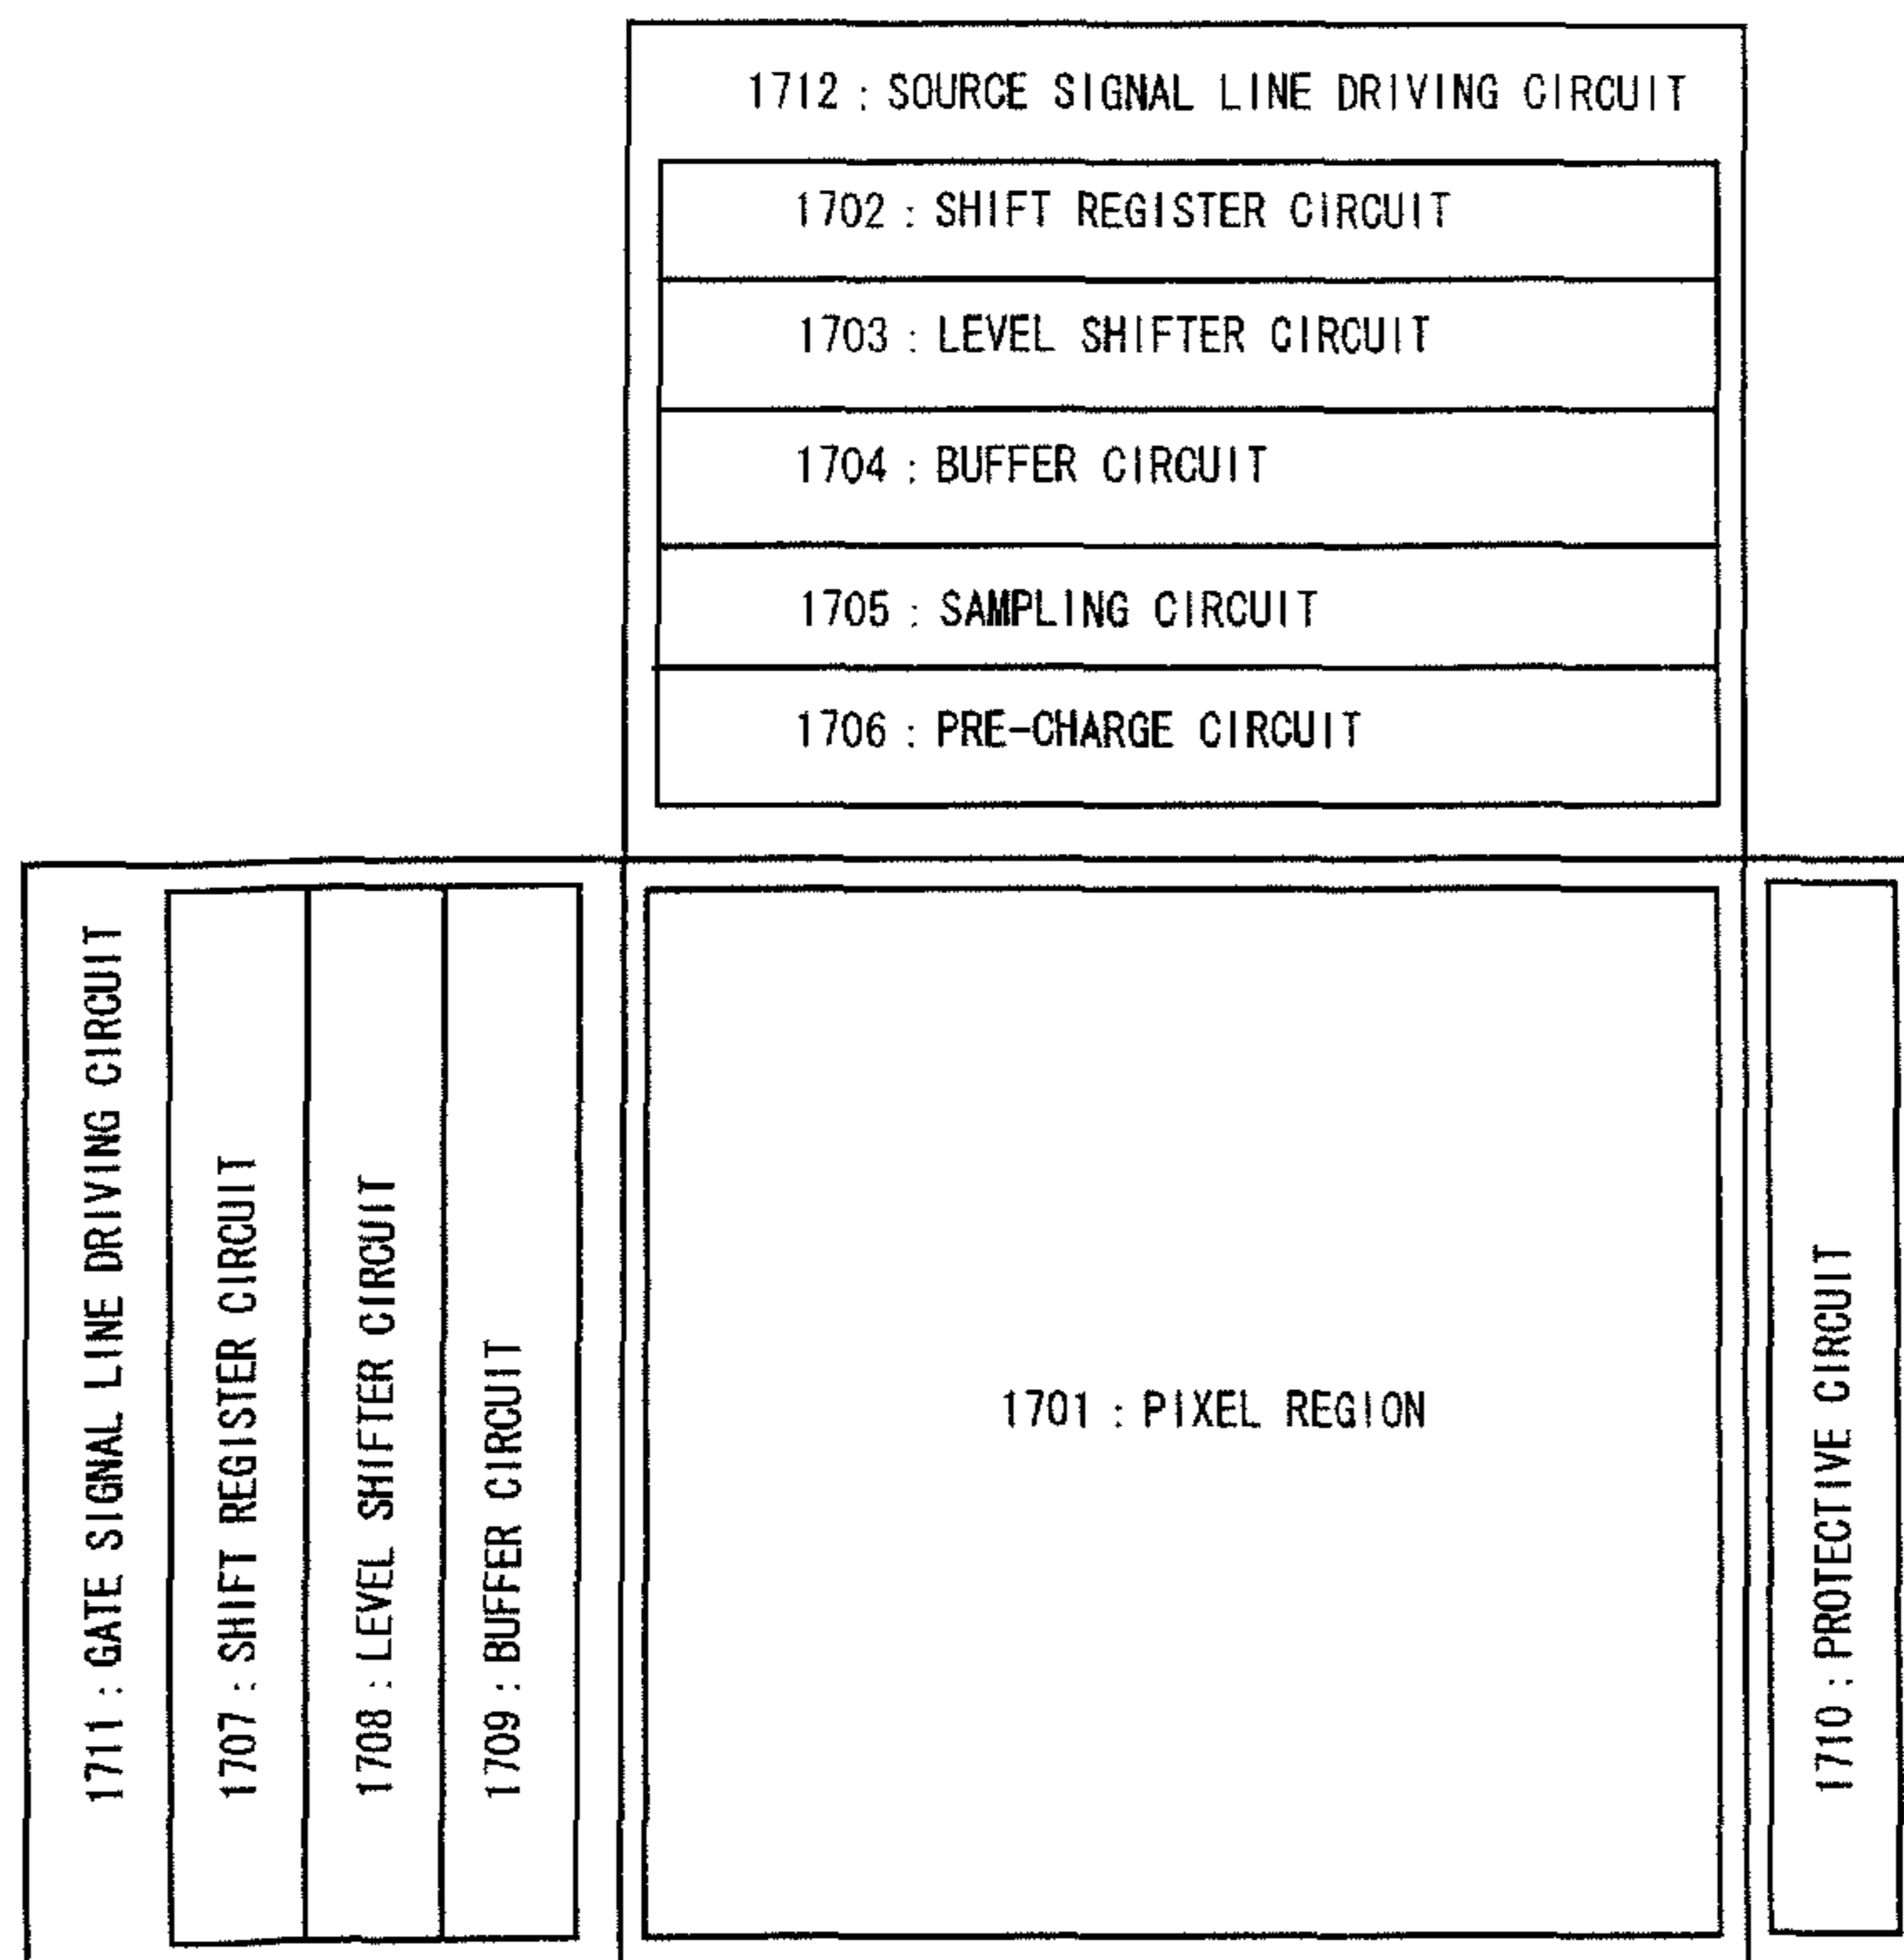 1712 : SOURCE SIGNAL LINE DRIVING CIRCUIT
1702 : SHIFT REGISTER CIRCUIT
1703 : LEVEL SHIFTER CIRCUIT
1704 : BUFFER CIRCUIT
1705 : SAMPLING CIRCUIT
1706 : PRE-CHARGE CIRCUIT
1711 : GATE SIGNAL LINE DRIVING CIRCUIT
1707 : SHIFT REGISTER CIRCUIT
1708 : LEVEL SHIFTER CIRCUIT
1709 : BUFFER CIRCUIT
1701 : PIXEL REGION
1710 : PROTECTIVE CIRCUIT